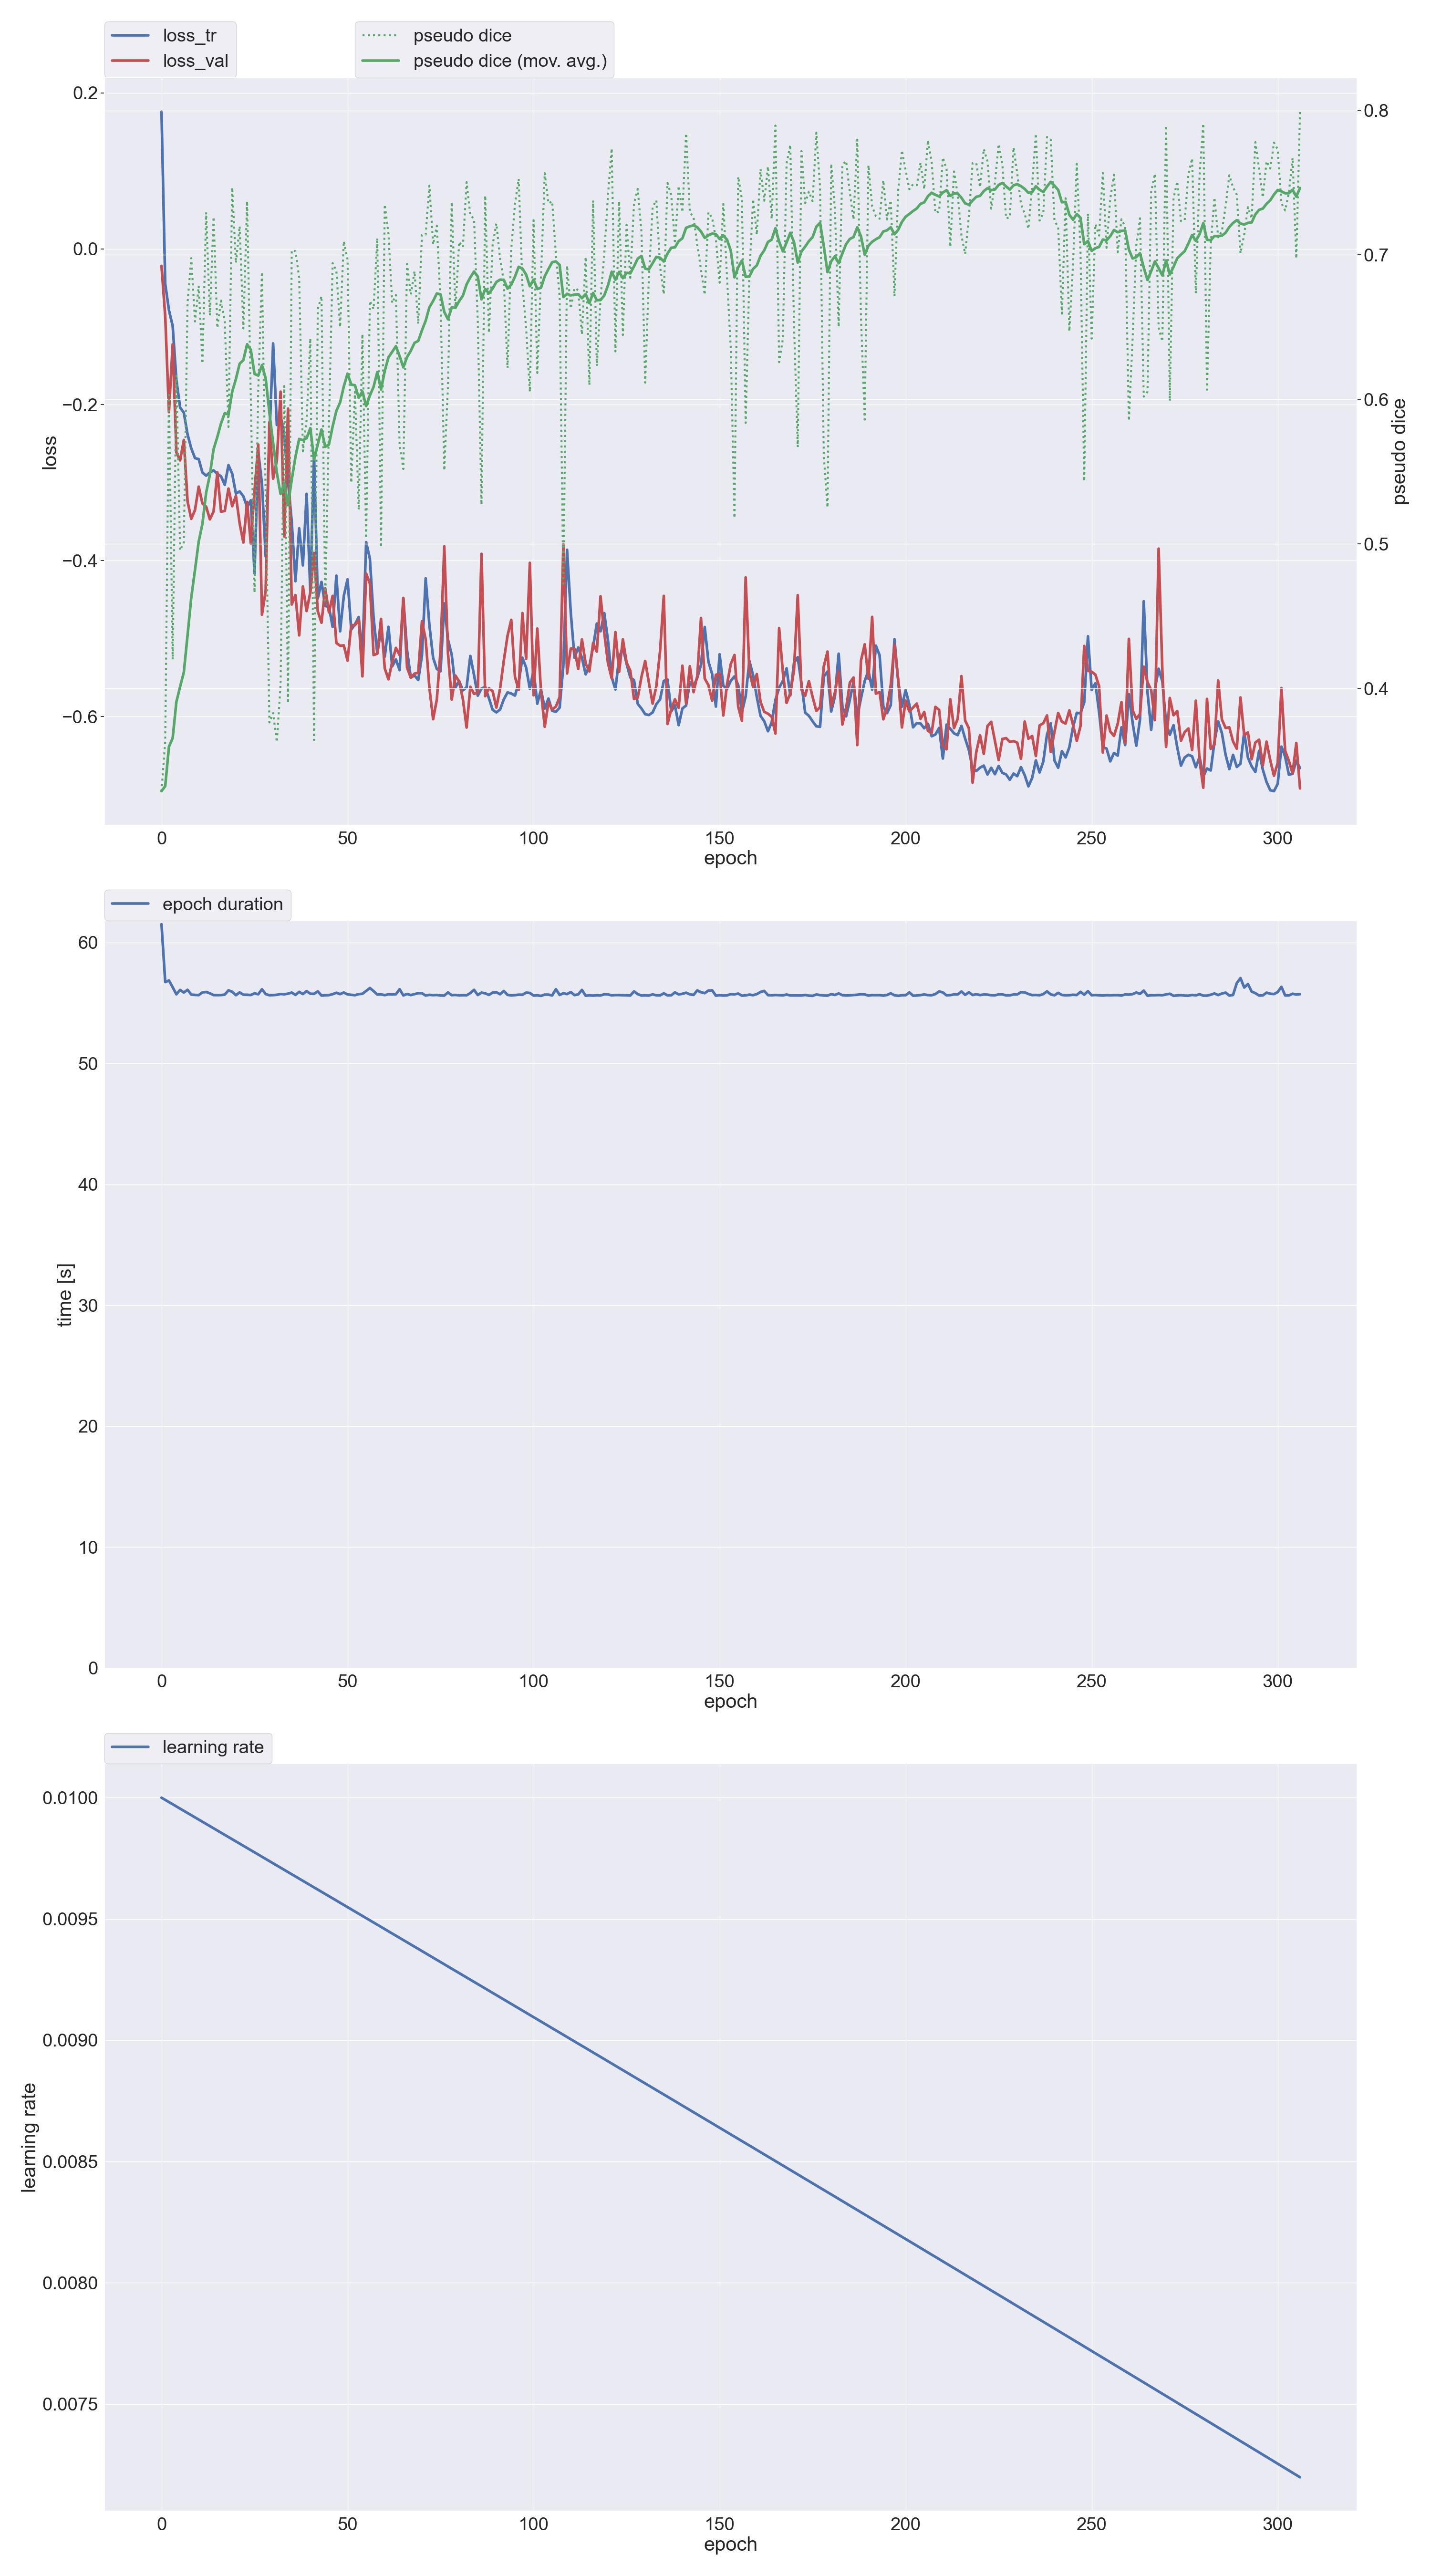 loss_tr
loss_val
pseudo dice
pseudo dice (mov. avg.)
0.2
0.0
−0.2
−0.4
−0.6
loss
0.8
0.7
0.6
0.5
0.4
pseudo dice
0 50 100 150 200 250 300
epoch
epoch duration
60
50
40
30
20
10
0
time [s]
0 50 100 150 200 250 300
epoch
learning rate
0.0100
0.0095
0.0090
0.0085
0.0080
0.0075
learning rate
0 50 100 150 200 250 300
epoch